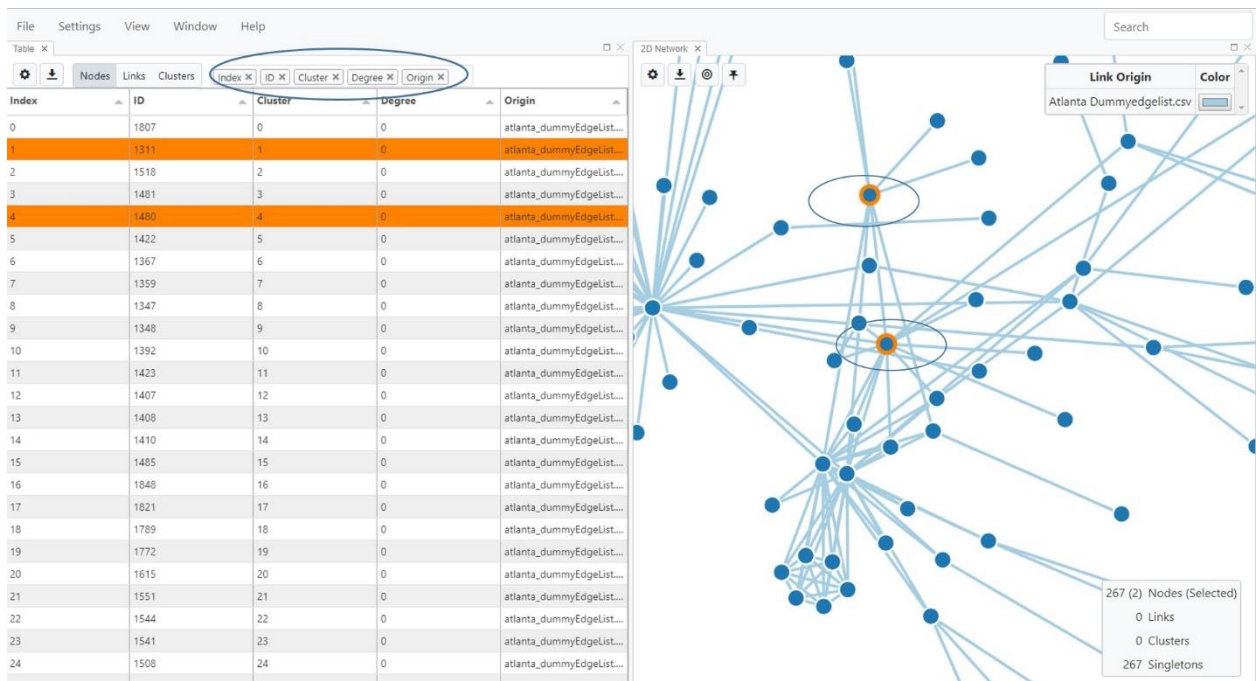 File Settings View Window Help Search
Table × 2D Network ×
Nodes Links Clusters Index × ID × Cluster × Degree × Origin ×
Link Origin Color
Atlanta Dummyedgelist.csv
Index ID Cluster Degree Origin
0 1807 0 0 atlanta_dummyEdgeList....
1 1311 1 0 atlanta_dummyEdgeList....
2 1518 2 0 atlanta_dummyEdgeList....
3 1481 3 0 atlanta_dummyEdgeList....
4 1480 4 0 atlanta_dummyEdgeList....
5 1422 5 0 atlanta_dummyEdgeList....
6 1367 6 0 atlanta_dummyEdgeList....
7 1359 7 0 atlanta_dummyEdgeList....
8 1347 8 0 atlanta_dummyEdgeList....
9 1348 9 0 atlanta_dummyEdgeList....
10 1392 10 0 atlanta_dummyEdgeList....
11 1423 11 0 atlanta_dummyEdgeList....
12 1407 12 0 atlanta_dummyEdgeList....
13 1408 13 0 atlanta_dummyEdgeList....
14 1410 14 0 atlanta_dummyEdgeList....
15 1485 15 0 atlanta_dummyEdgeList....
16 1848 16 0 atlanta_dummyEdgeList....
17 1821 17 0 atlanta_dummyEdgeList....
18 1789 18 0 atlanta_dummyEdgeList....
19 1772 19 0 atlanta_dummyEdgeList....
20 1615 20 0 atlanta_dummyEdgeList....
21 1551 21 0 atlanta_dummyEdgeList....
22 1544 22 0 atlanta_dummyEdgeList....
23 1541 23 0 atlanta_dummyEdgeList....
24 1508 24 0 atlanta_dummyEdgeList....
267 (2) Nodes (Selected)
0 Links
0 Clusters
267 Singletons